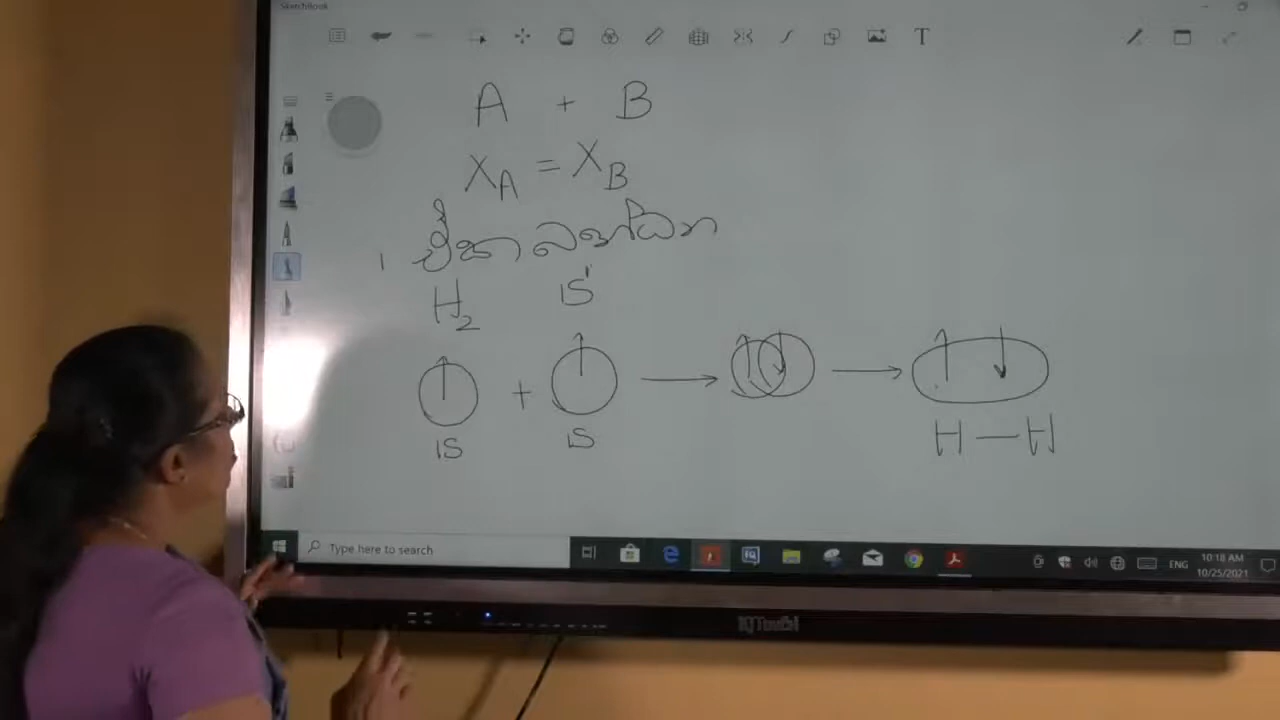 SketchBook
T
A + B
X_A = X_B
1 ඒක බන්ධන
H₂ 1S¹
+
1S 1S
H — H
Type here to search
ENG
10:18 AM
10/25/2021
IQTouch